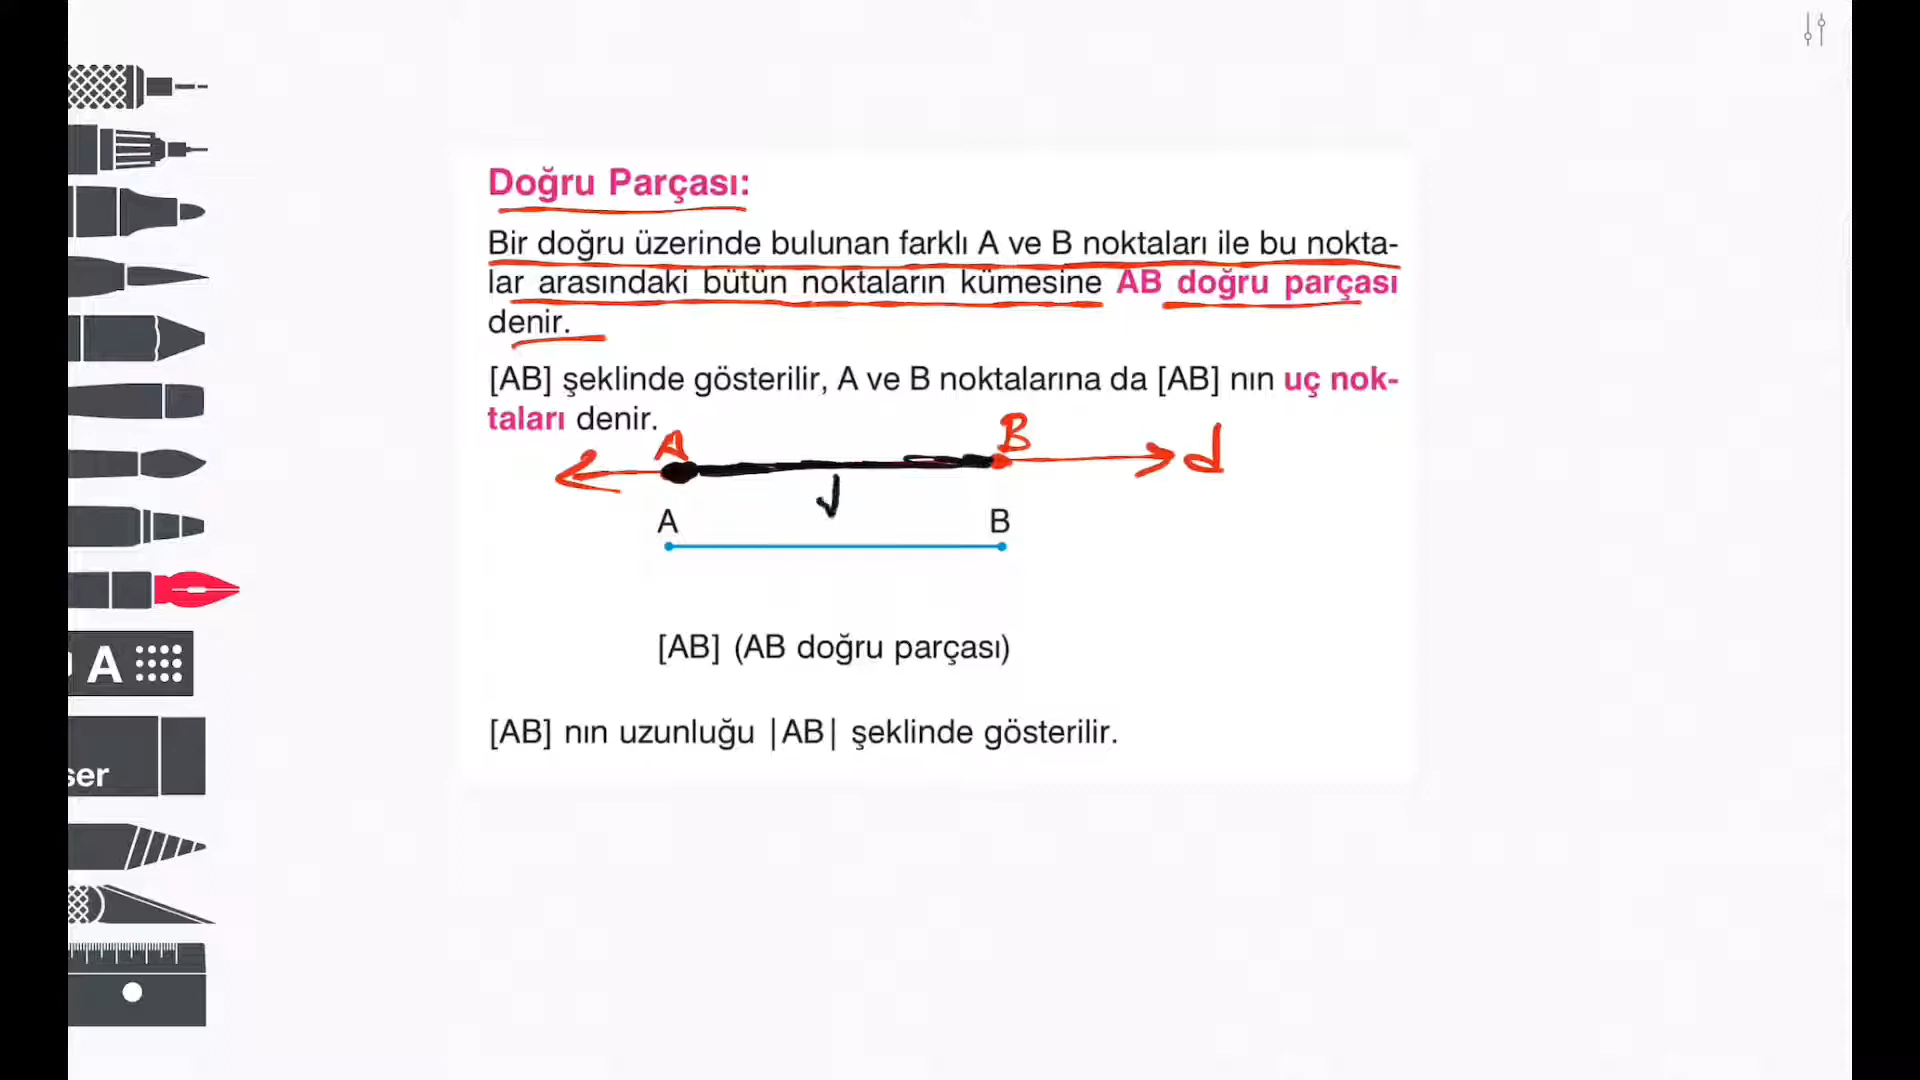 Doğru Parçası:
Bir doğru üzerinde bulunan farklı A ve B noktaları ile bu nokta-
lar arasındaki bütün noktaların kümesine AB doğru parçası
denir.
[AB] şeklinde gösterilir, A ve B noktalarına da [AB] nın uç nok-
taları denir.
A B d
A B
[AB] (AB doğru parçası)
A
[AB] nın uzunluğu |AB| şeklinde gösterilir.
ser